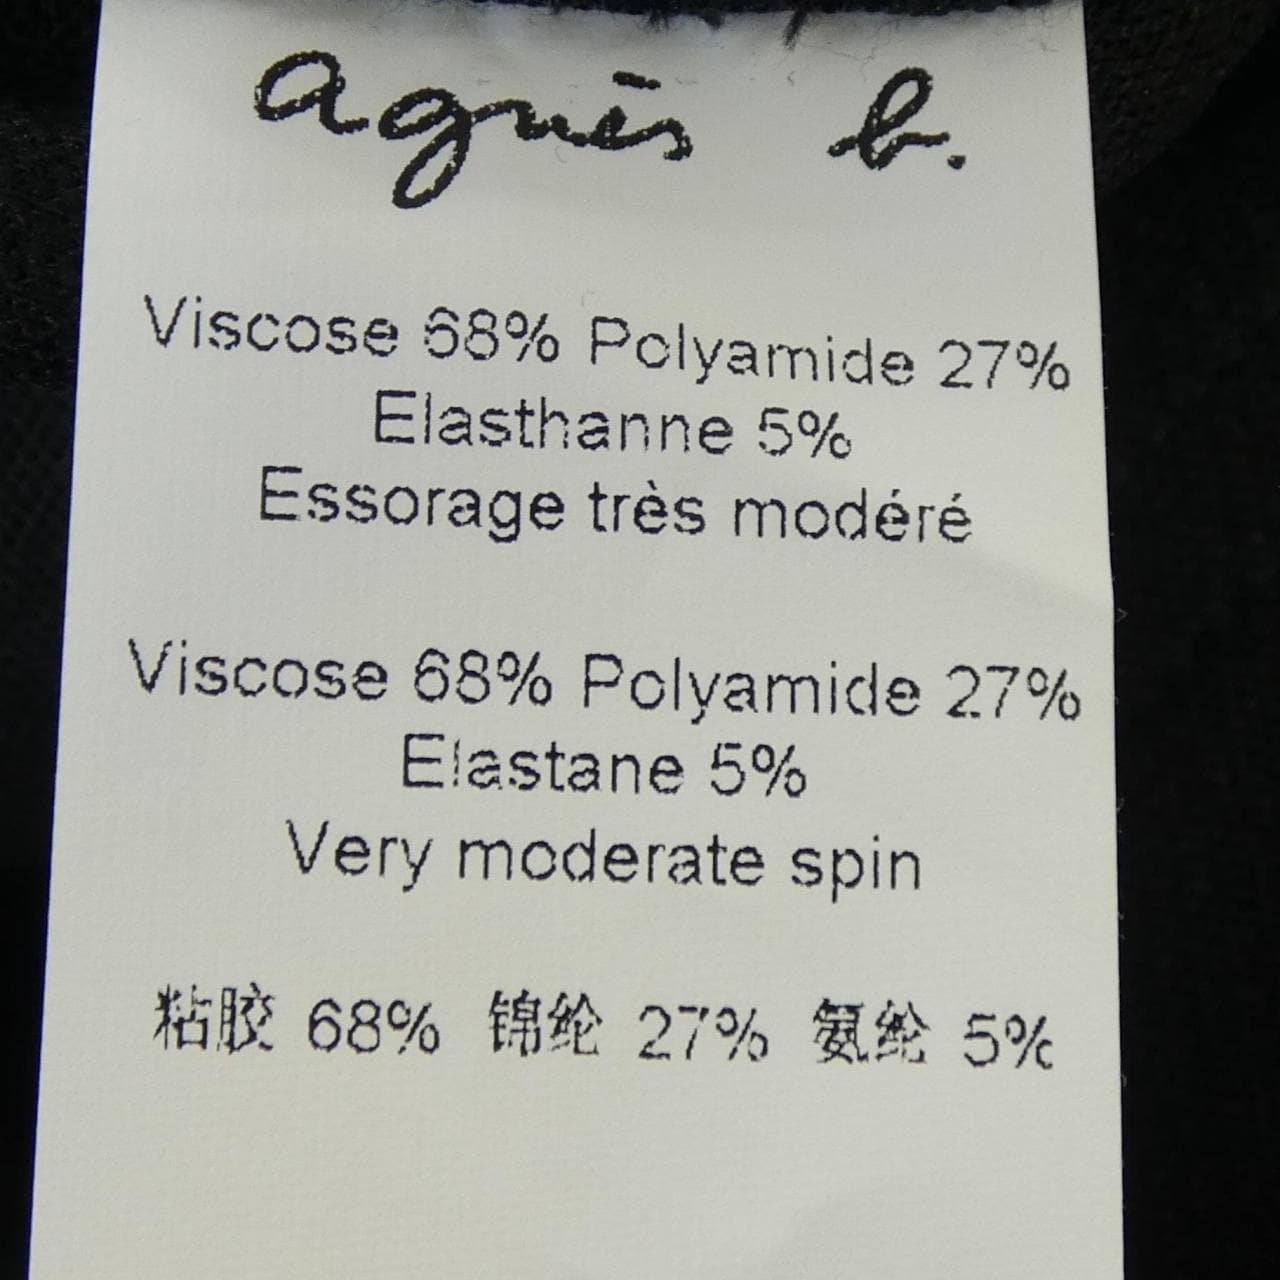 agnès b.
Viscose 68% Polyamide 27%
Elasthanne 5%
Essorage très modéré
Viscose 68% Polyamide 27%
Elastane 5%
Very moderate spin
粘胶 68% 锦纶 27% 氨纶 5%